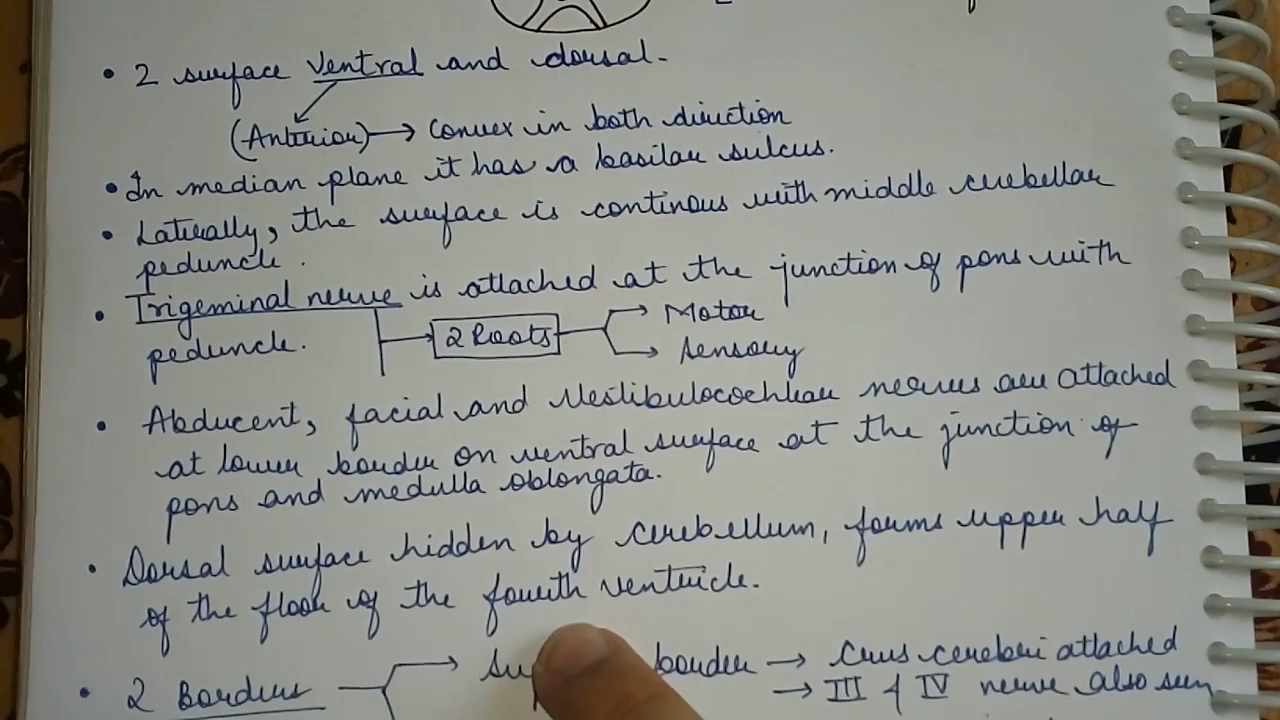 • 2 surface ventral and dorsal.
(Anterior) → convex in both direction
• In median plane it has a basilar sulcus.
• Laterally, the surface is continous with middle cerebellar
peduncle.
• Trigeminal nerve is attached at the junction of pons with
peduncle. 2 Roots → Motor
→ Sensory
• Abducent, facial and Vestibulocochlear nerves are attached
at lower border on ventral surface at the junction of
pons and medulla oblongata.
• Dorsal surface hidden by cerebellum, forms upper half
of the floor of the fourth ventricle.
• 2 Borders → border → Crus cerebri attached
→ III & IV nerve also seen